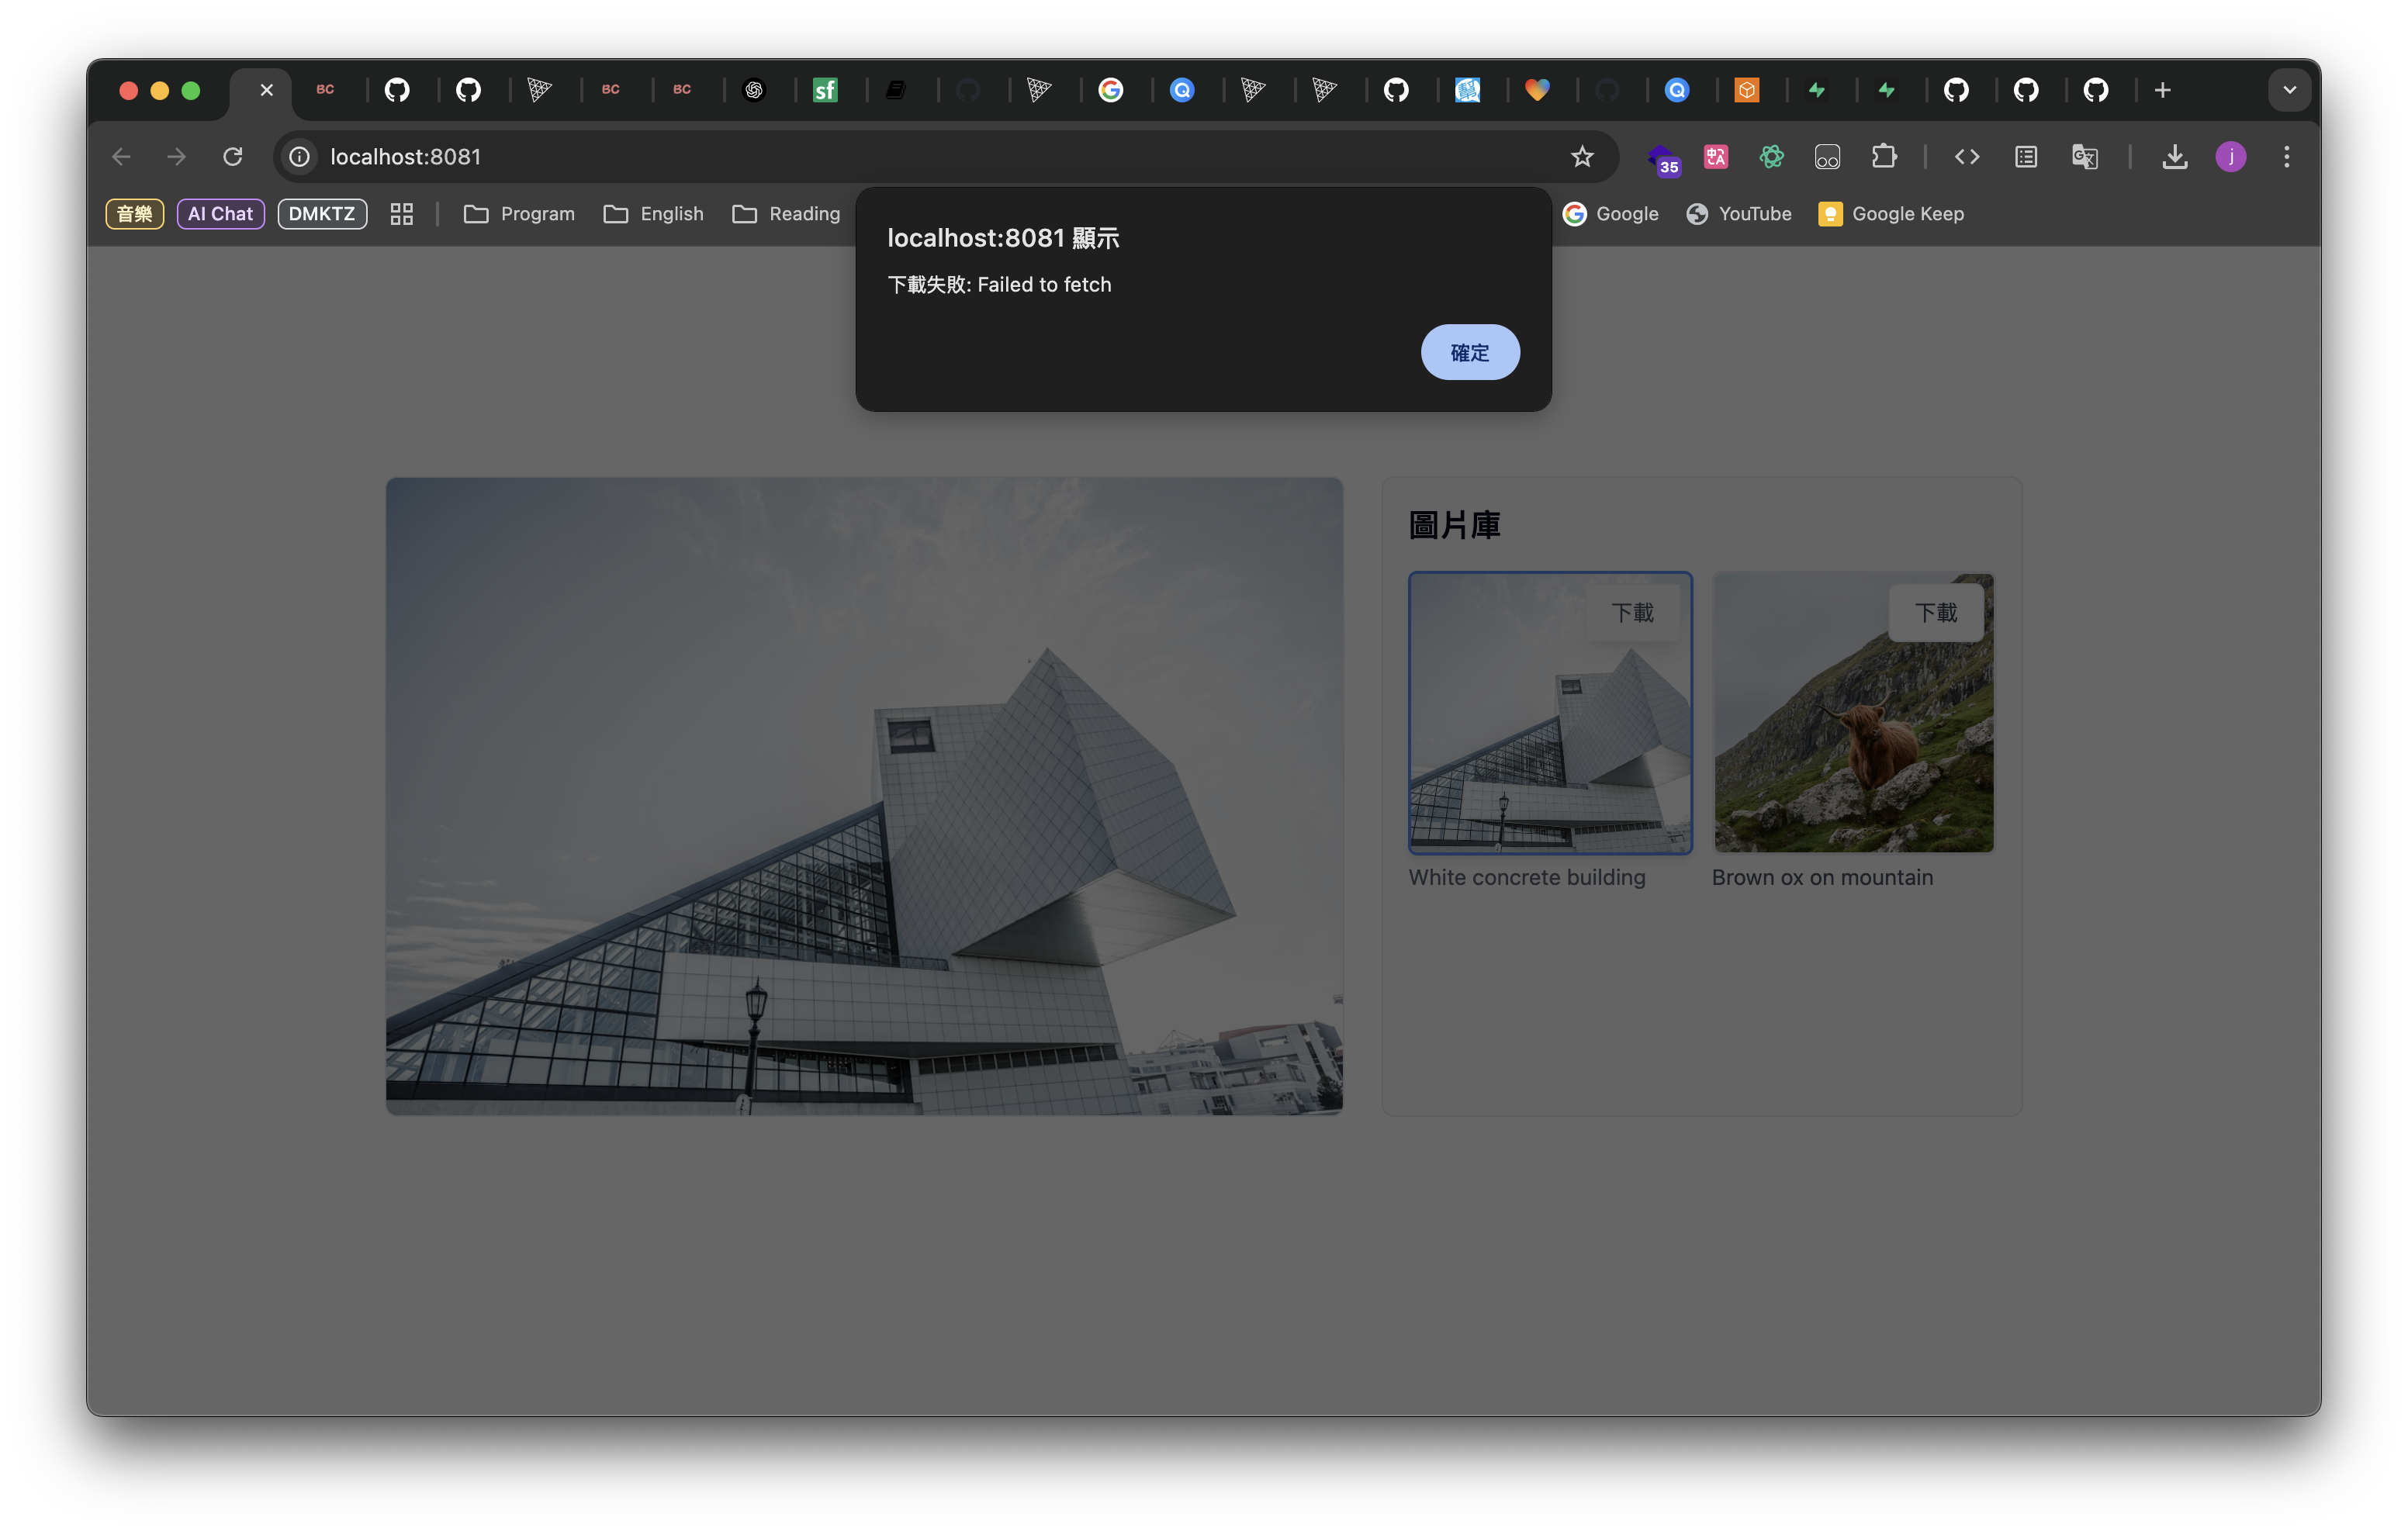 BC
BC
BC
sf
localhost:8081
35
j
音樂
AI Chat
DMKTZ
Program
English
Reading
Google
YouTube
Google Keep
localhost:8081 顯示
下載失敗: Failed to fetch
確定
圖片庫
下載
下載
White concrete building
Brown ox on mountain